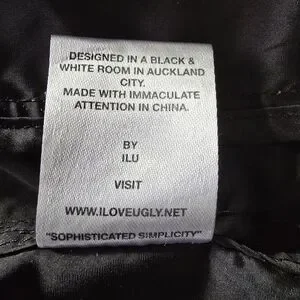 DESIGNED IN A BLACK &
WHITE ROOM IN AUCKLAND
CITY.
MADE WITH IMMACULATE
ATTENTION IN CHINA.
BY
ILU
VISIT
WWW.ILOVEUGLY.NET
"SOPHISTICATED SIMPLICITY"